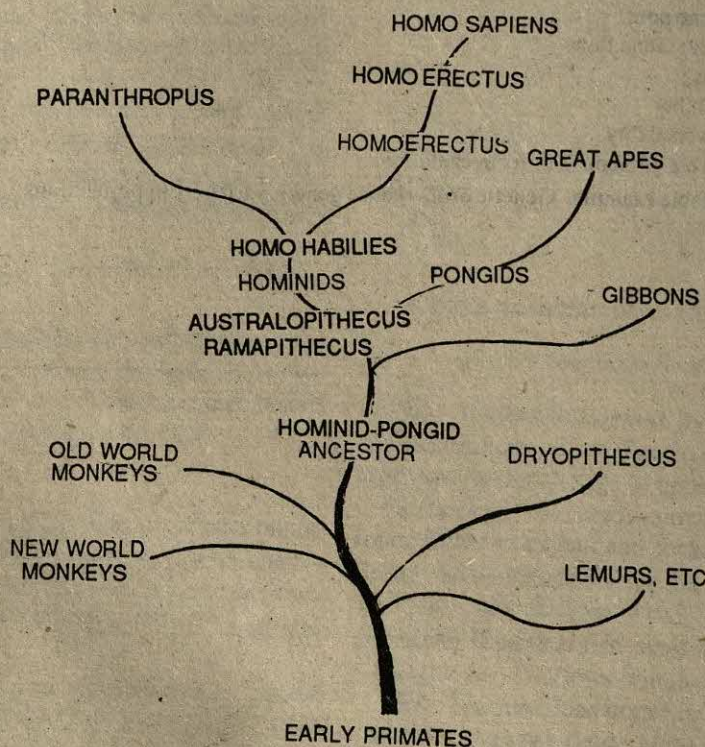 HOMO SAPIENS
HOMO ERECTUS
PARANTHROPUS
HOMOERECTUS
GREAT APES
HOMO HABILIES
HOMINIDS
PONGIDS
GIBBONS
AUSTRALOPITHECUS
RAMAPITHECUS
HOMINID-PONGID
ANCESTOR
OLD WORLD
MONKEYS
DRYOPITHECUS
NEW WORLD
MONKEYS
LEMURS, ETC
EARLY PRIMATES